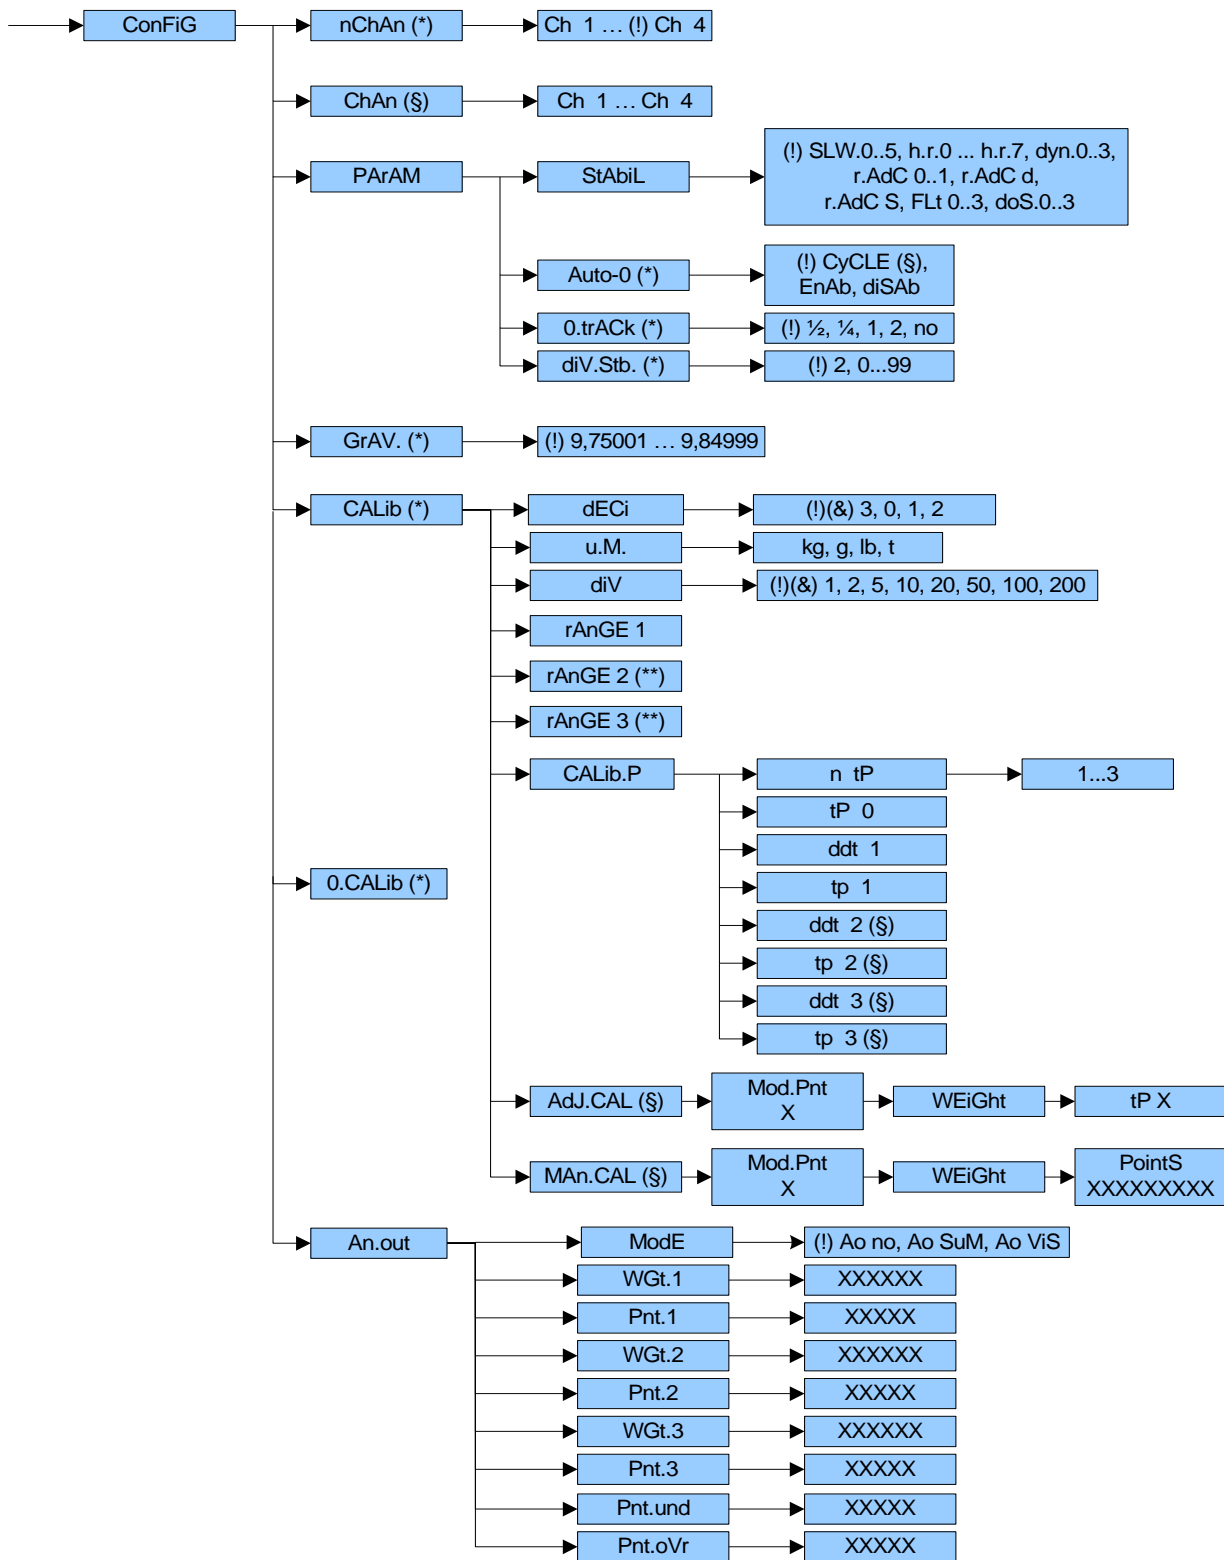 ConFiG
nChAn (*)
Ch 1 … (!) Ch 4
ChAn (§)
Ch 1 … Ch 4
PArAM
StAbiL
(!) SLW.0..5, h.r.0 ... h.r.7, dyn.0..3,
r.AdC 0..1, r.AdC d,
r.AdC S, FLt 0..3, doS.0..3
Auto-0 (*)
(!) CyCLE (§),
EnAb, diSAb
0.trACk (*)
(!) ½, ¼, 1, 2, no
diV.Stb. (*)
(!) 2, 0...99
GrAV. (*)
(!) 9,75001 … 9,84999
CALib (*)
dECi
(!)(&) 3, 0, 1, 2
u.M.
kg, g, lb, t
diV
(!)(&) 1, 2, 5, 10, 20, 50, 100, 200
rAnGE 1
rAnGE 2 (**)
rAnGE 3 (**)
CALib.P
n tP
1...3
tP 0
ddt 1
tp 1
ddt 2 (§)
tp 2 (§)
ddt 3 (§)
tp 3 (§)
0.CALib (*)
AdJ.CAL (§)
Mod.Pnt
X
WEiGht
tP X
MAn.CAL (§)
Mod.Pnt
X
WEiGht
PointS
XXXXXXXXX
An.out
ModE
(!) Ao no, Ao SuM, Ao ViS
WGt.1
XXXXXX
Pnt.1
XXXXX
WGt.2
XXXXXX
Pnt.2
XXXXX
WGt.3
XXXXXX
Pnt.3
XXXXX
Pnt.und
XXXXX
Pnt.oVr
XXXXX